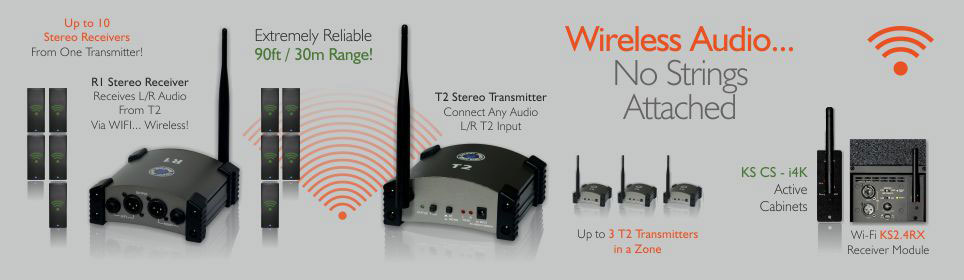 Up to 10
Stereo Receivers
From One Transmitter!
R1 Stereo Receiver
Receives L/R Audio
From T2
Via WIFI... Wireless!
R1
Extremely Reliable
90ft / 30m Range!
T2 Stereo Transmitter
Connect Any Audio
L/R T2 Input
T2
Wireless Audio...
No Strings
Attached
Up to 3 T2 Transmitters
in a Zone
KS CS - i4K
Active
Cabinets
Wi-Fi KS2.4RX
Receiver Module